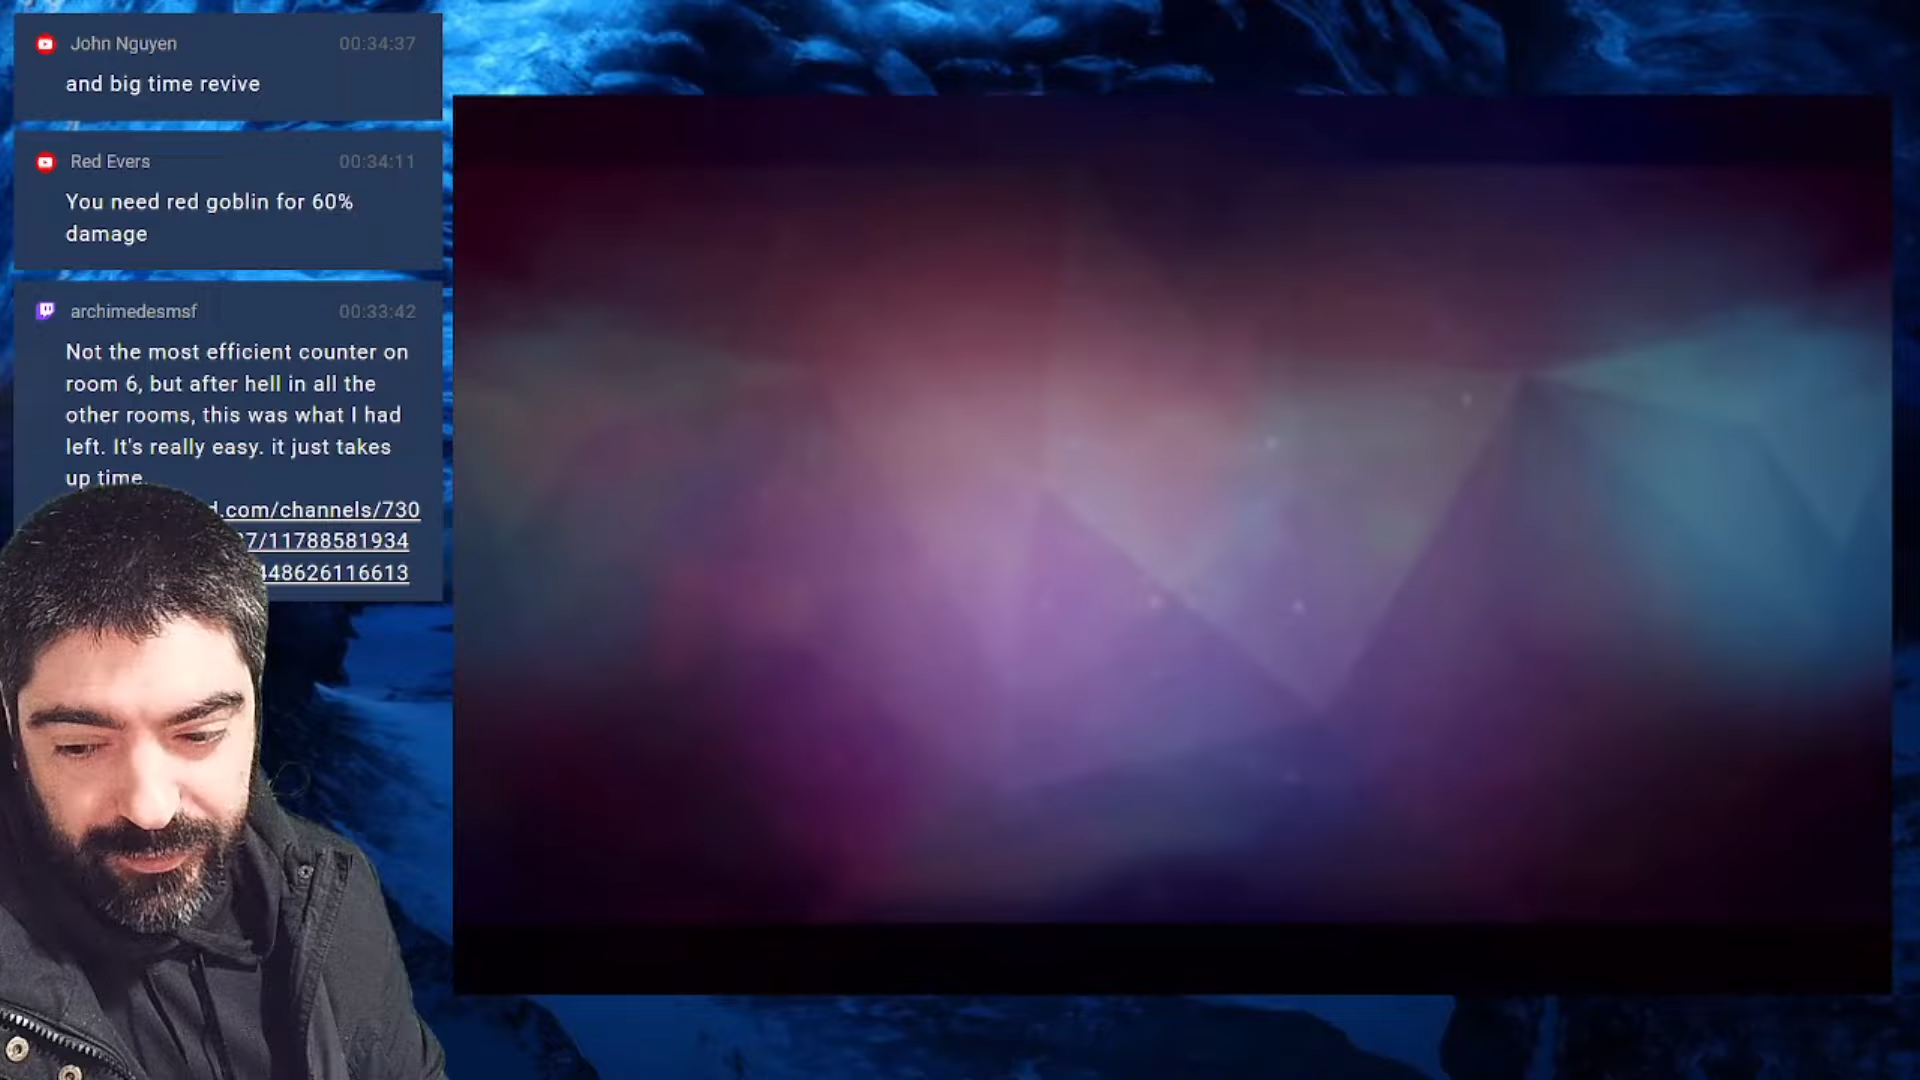 John Nguyen 00:34:37
and big time revive
Red Evers 00:34:11
You need red goblin for 60%
damage
archimedesmsf 00:33:42
Not the most efficient counter on
room 6, but after hell in all the
other rooms, this was what I had
left. It's really easy. it just takes
up time.
.com/channels/730
7/11788581934
448626116613